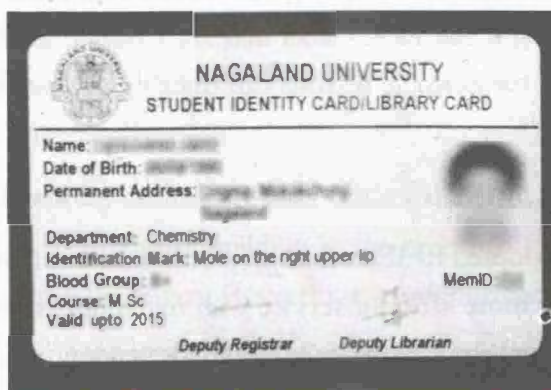 NAGALAND UNIVERSITY
STUDENT IDENTITY CARD/LIBRARY CARD
Name:
Date of Birth:
Permanent Address:
Department: Chemistry
Identification Mark: Mole on the right upper lip
Blood Group:
MemID
Course: M Sc
Valid upto 2015
Deputy Registrar Deputy Librarian